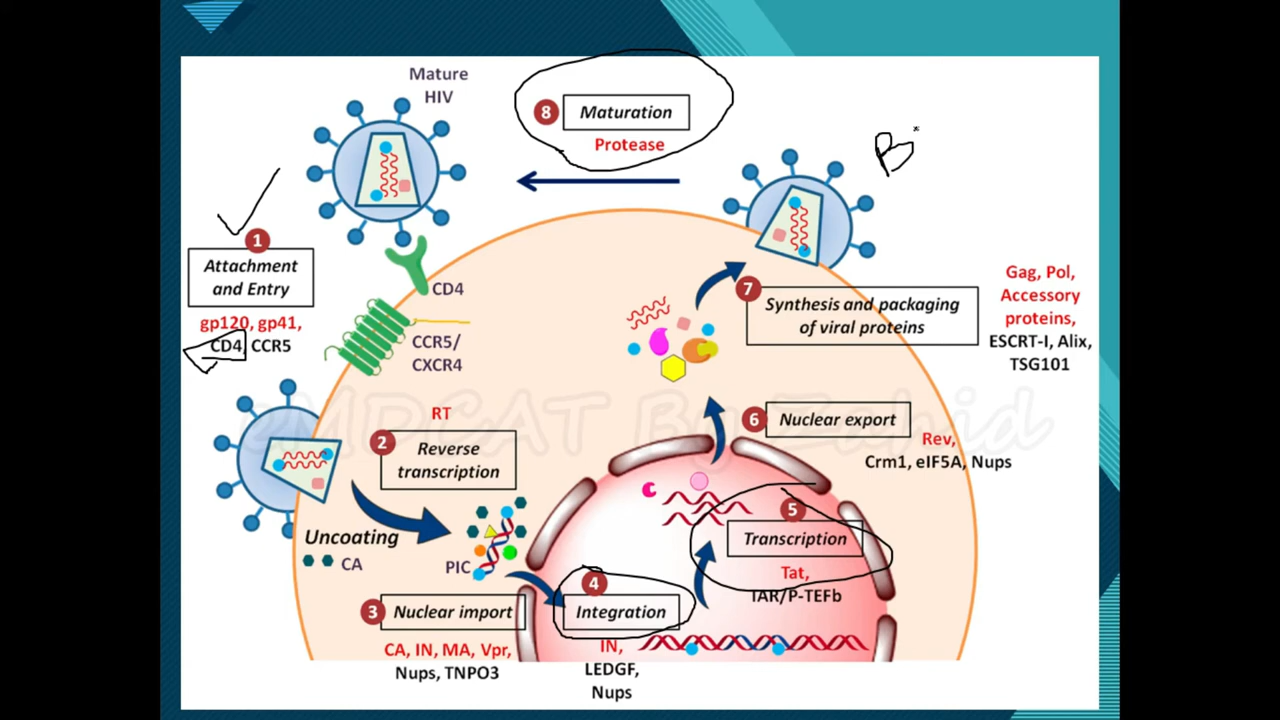 Mature
HIV
8
Maturation
Protease
B
1
Attachment
and Entry
gp120, gp41,
CD4, CCR5
CD4
CCR5/
CXCR4
7
Synthesis and packaging
of viral proteins
Gag, Pol,
Accessory
proteins,
ESCRT-I, Alix,
TSG101
RT
2
Reverse
transcription
6
Nuclear export
Rev,
Crm1, eIF5A, Nups
eMDCAT By Zahid
Uncoating
CA
PIC
5
Transcription
Tat,
TAR/P-TEFb
3
Nuclear import
CA, IN, MA, Vpr,
Nups, TNPO3
4
Integration
IN,
LEDGF,
Nups